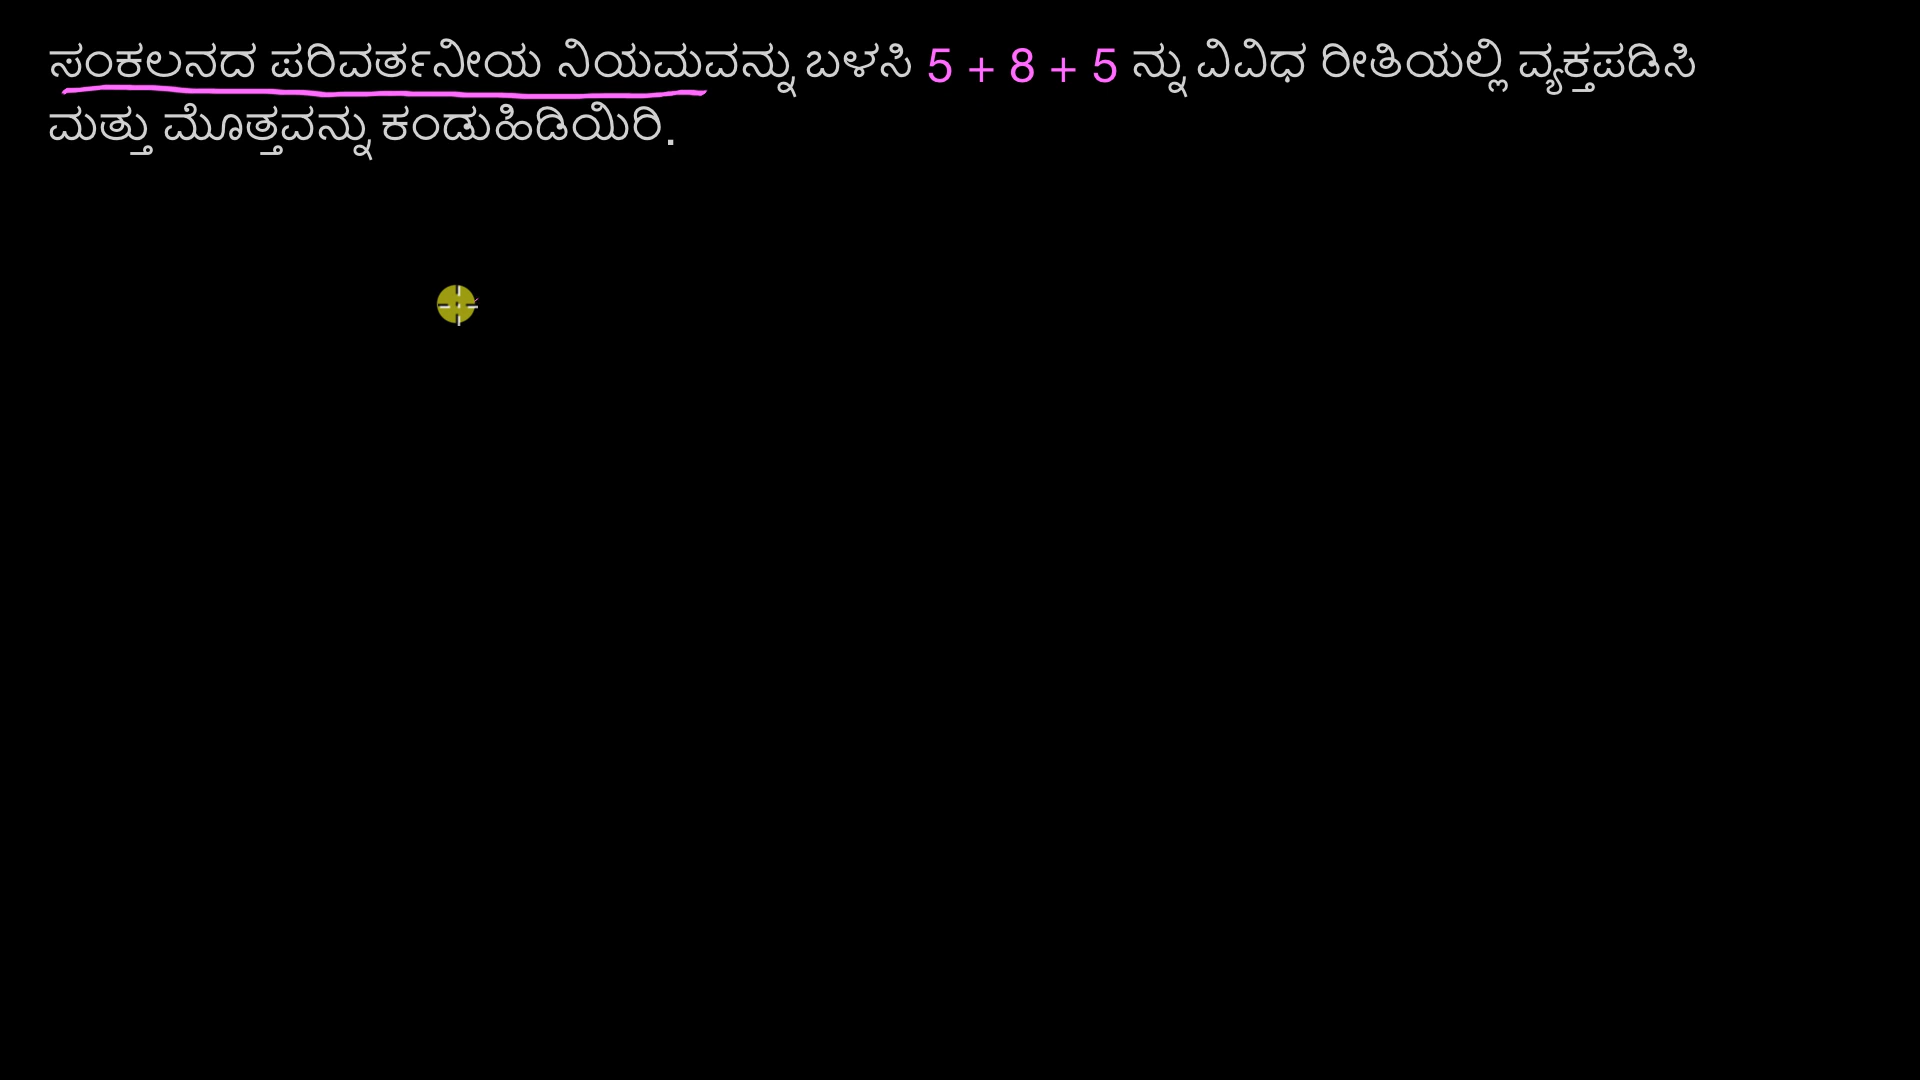 ಸಂಕಲನದ ಪರಿವರ್ತನೀಯ ನಿಯಮವನ್ನು ಬಳಸಿ 5 + 8 + 5 ನ್ನು ವಿವಿಧ ರೀತಿಯಲ್ಲಿ ವ್ಯಕ್ತಪಡಿಸಿ
ಮತ್ತು ಮೊತ್ತವನ್ನು ಕಂಡುಹಿಡಿಯಿರಿ.